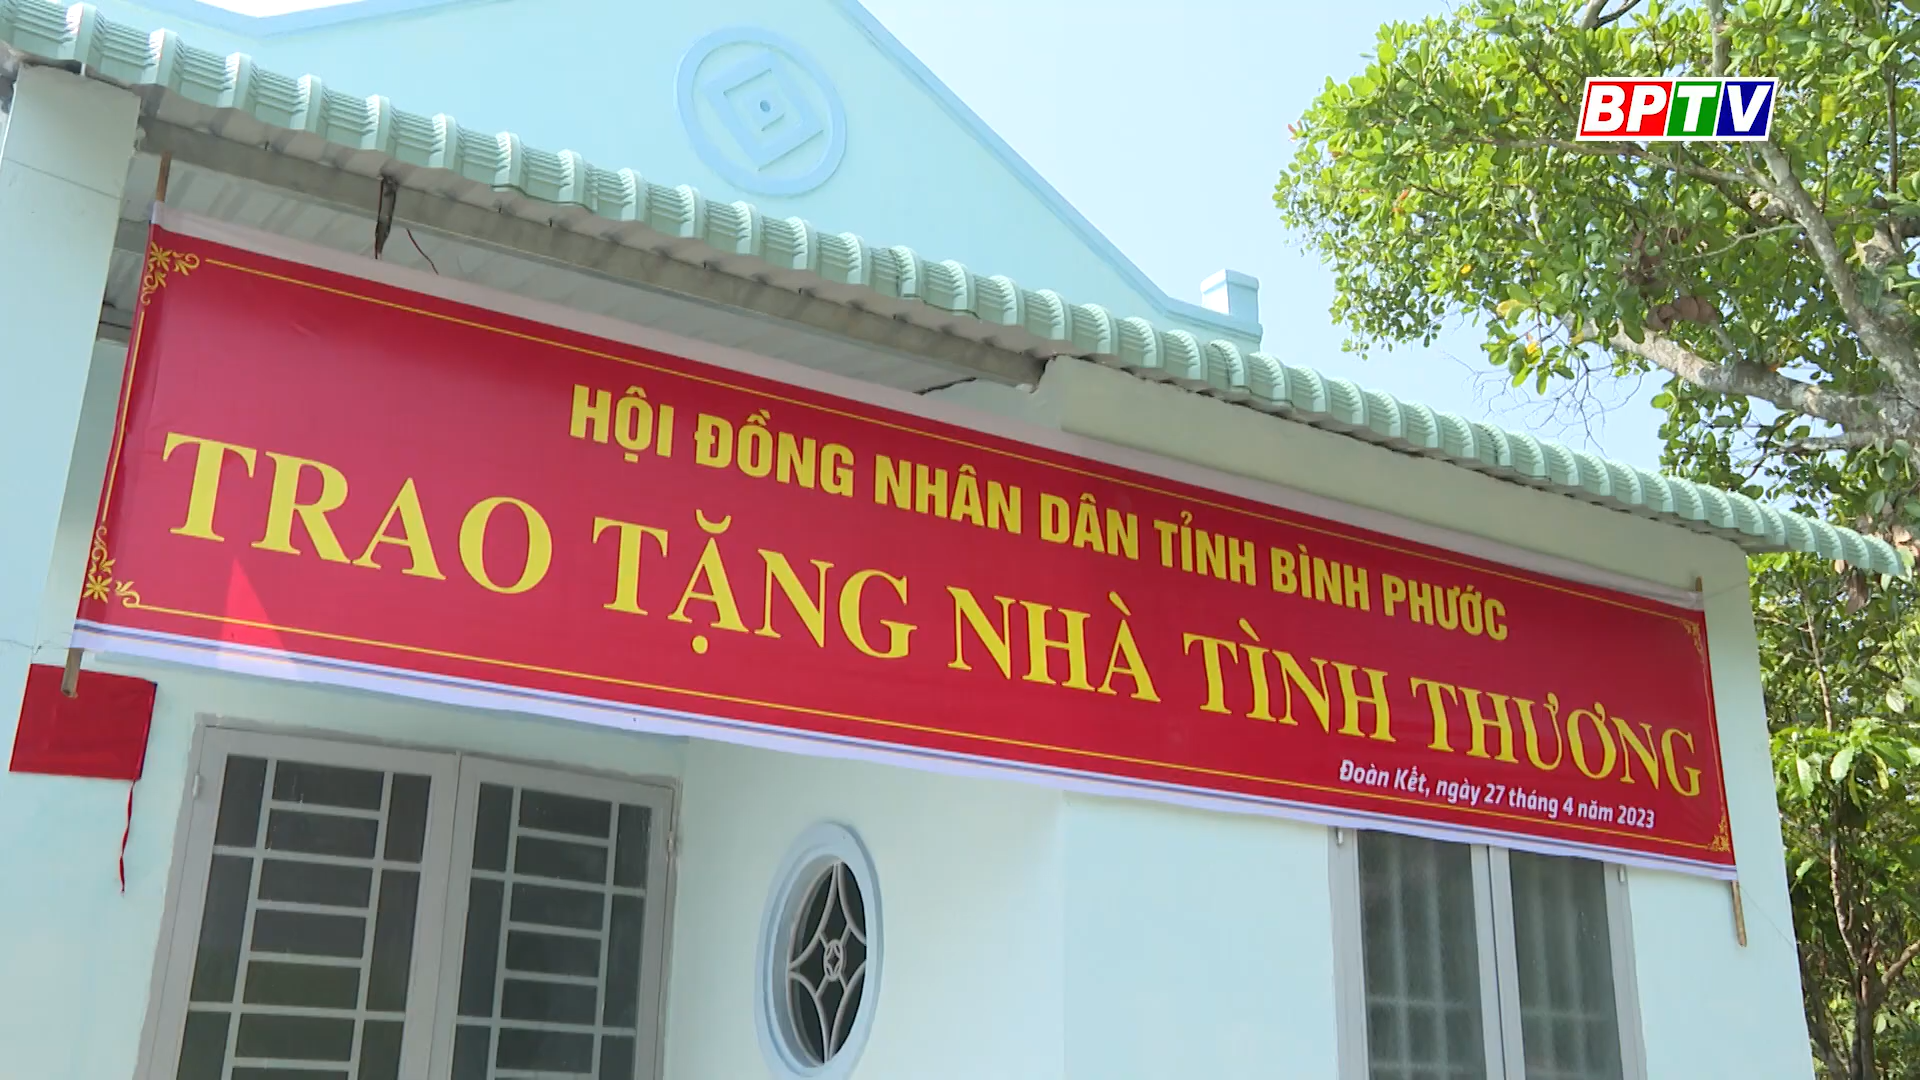 BPTV
HỘI ĐỒNG NHÂN DÂN TỈNH BÌNH PHƯỚC
TRAO TẶNG NHÀ TÌNH THƯƠNG
Đoàn Kết, ngày 27 tháng 4 năm 2023